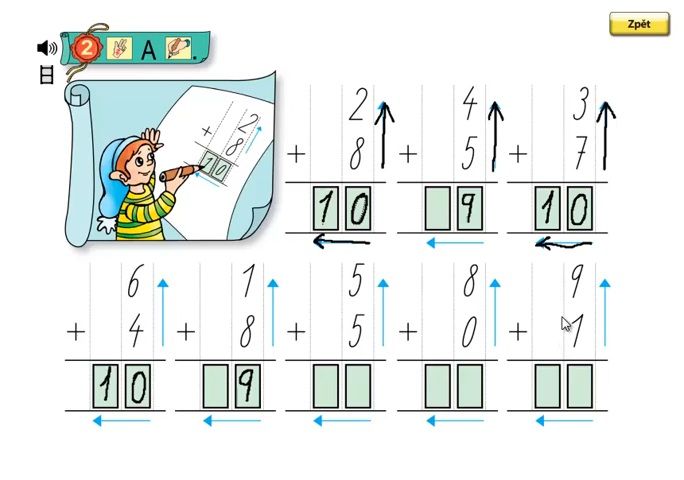 Zpět
2 A .
2 4 3
+ 8 + 5 + 7
10 9 10
2
+ 8
10
6 1 5 8 9
+ 4 + 8 + 5 + 0 + 1
10 9